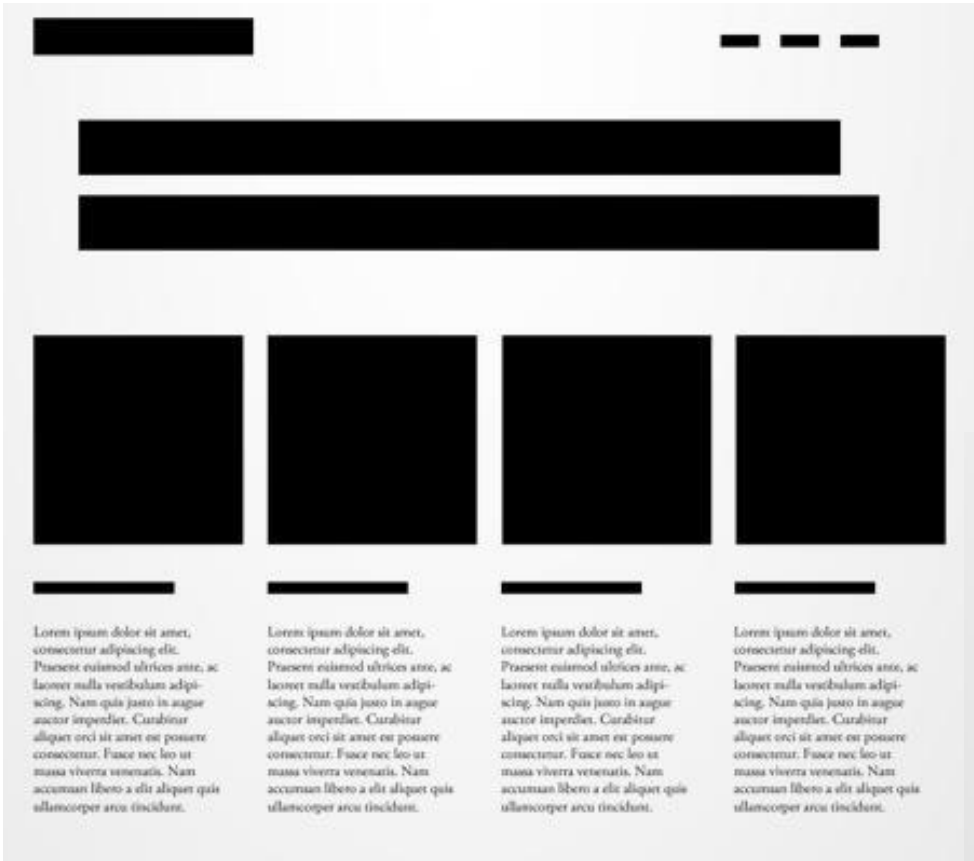 Lorem ipsum dolor sit amet,
consectetur adipiscing elit.
Praesent euismod ultrices ante, ac
laoreet nulla vestibulum adipi-
scing. Nam quis justo in augue
auctor imperdiet. Curabitur
aliquet orci sit amet est posuere
consectetur. Fusce nec leo ut
massa viverra venenatis. Nam
accumsan libero a elit aliquet quis
ullamcorper arcu tincidunt.
Lorem ipsum dolor sit amet,
consectetur adipiscing elit.
Praesent euismod ultrices ante, ac
laoreet nulla vestibulum adipi-
scing. Nam quis justo in augue
auctor imperdiet. Curabitur
aliquet orci sit amet est posuere
consectetur. Fusce nec leo ut
massa viverra venenatis. Nam
accumsan libero a elit aliquet quis
ullamcorper arcu tincidunt.
Lorem ipsum dolor sit amet,
consectetur adipiscing elit.
Praesent euismod ultrices ante, ac
laoreet nulla vestibulum adipi-
scing. Nam quis justo in augue
auctor imperdiet. Curabitur
aliquet orci sit amet est posuere
consectetur. Fusce nec leo ut
massa viverra venenatis. Nam
accumsan libero a elit aliquet quis
ullamcorper arcu tincidunt.
Lorem ipsum dolor sit amet,
consectetur adipiscing elit.
Praesent euismod ultrices ante, ac
laoreet nulla vestibulum adipi-
scing. Nam quis justo in augue
auctor imperdiet. Curabitur
aliquet orci sit amet est posuere
consectetur. Fusce nec leo ut
massa viverra venenatis. Nam
accumsan libero a elit aliquet quis
ullamcorper arcu tincidunt.